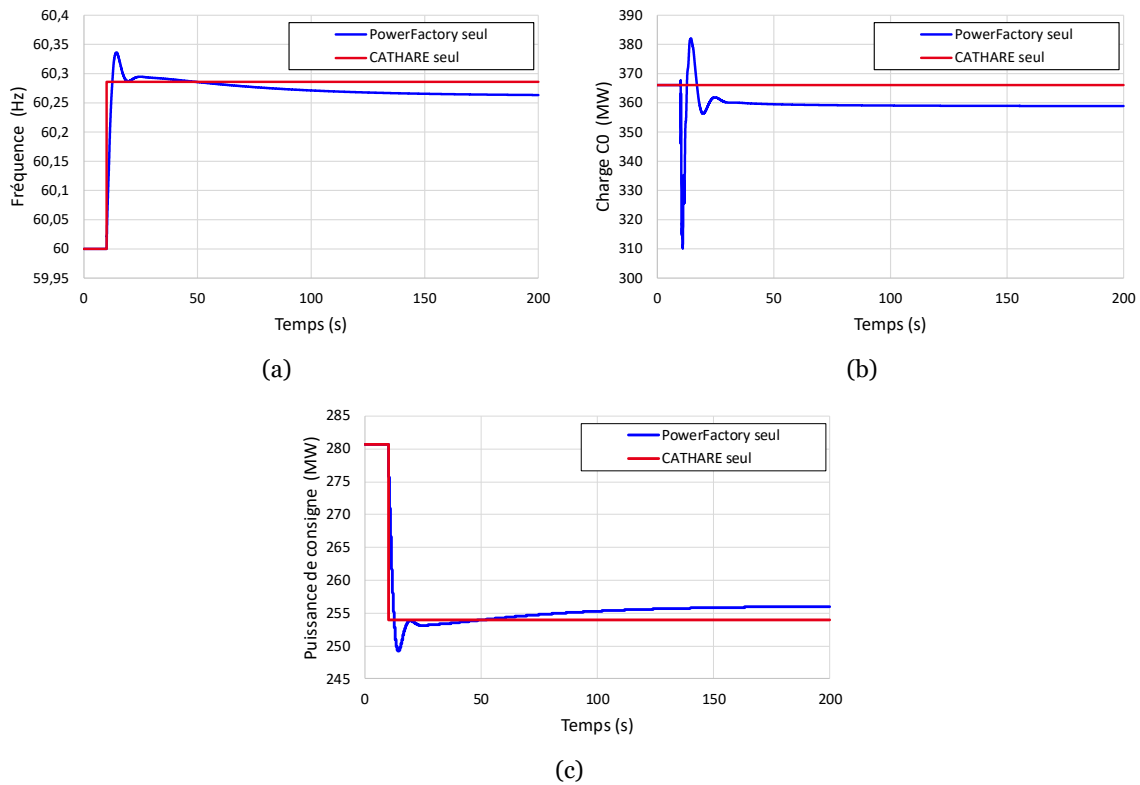 60,4
60,35
60,3
60,25
60,2
60,15
60,1
60,05
60
59,95
Fréquence (Hz)
PowerFactory seul
CATHARE seul
0
50
100
150
200
Temps (s)
(a)
390
380
370
360
350
340
330
320
310
300
Charge C0 (MW)
PowerFactory seul
CATHARE seul
0
50
100
150
200
Temps (s)
(b)
285
280
275
270
265
260
255
250
245
Puissance de consigne (MW)
PowerFactory seul
CATHARE seul
0
50
100
150
200
Temps (s)
(c)